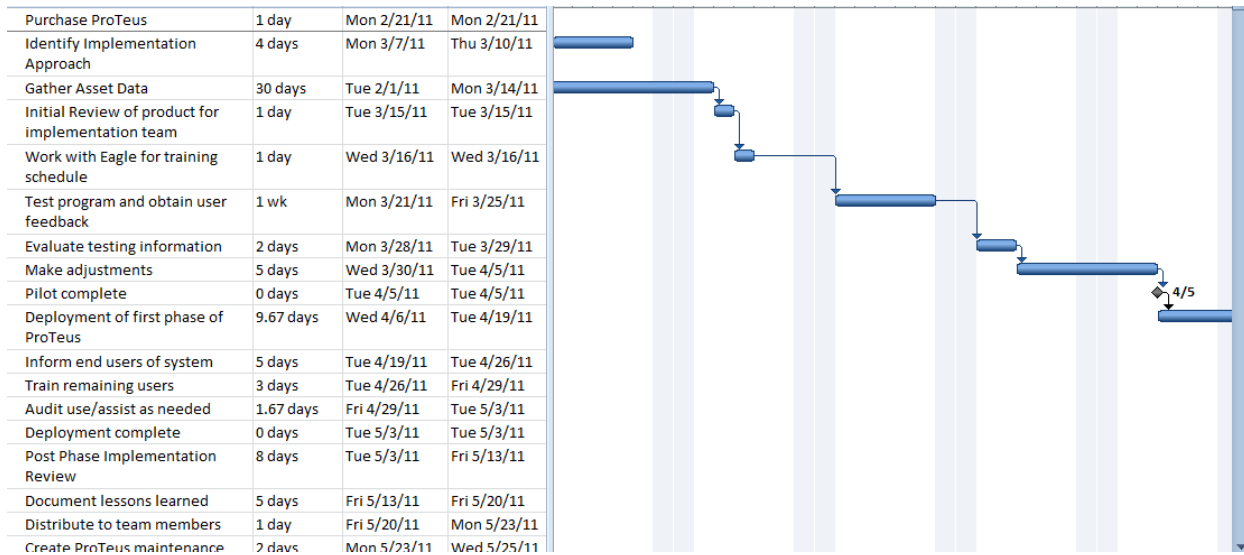 Purchase ProTeus 1 day Mon 2/21/11 Mon 2/21/11
Identify Implementation 4 days Mon 3/7/11 Thu 3/10/11
Approach
Gather Asset Data 30 days Tue 2/1/11 Mon 3/14/11
Initial Review of product for 1 day Tue 3/15/11 Tue 3/15/11
implementation team
Work with Eagle for training 1 day Wed 3/16/11 Wed 3/16/11
schedule
Test program and obtain user 1 wk Mon 3/21/11 Fri 3/25/11
feedback
Evaluate testing information 2 days Mon 3/28/11 Tue 3/29/11
Make adjustments 5 days Wed 3/30/11 Tue 4/5/11
Pilot complete 0 days Tue 4/5/11 Tue 4/5/11 4/5
Deployment of first phase of 9.67 days Wed 4/6/11 Tue 4/19/11
ProTeus
Inform end users of system 5 days Tue 4/19/11 Tue 4/26/11
Train remaining users 3 days Tue 4/26/11 Fri 4/29/11
Audit use/assist as needed 1.67 days Fri 4/29/11 Tue 5/3/11
Deployment complete 0 days Tue 5/3/11 Tue 5/3/11
Post Phase Implementation 8 days Tue 5/3/11 Fri 5/13/11
Review
Document lessons learned 5 days Fri 5/13/11 Fri 5/20/11
Distribute to team members 1 day Fri 5/20/11 Mon 5/23/11
Create ProTeus maintenance 2 days Mon 5/23/11 Wed 5/25/11